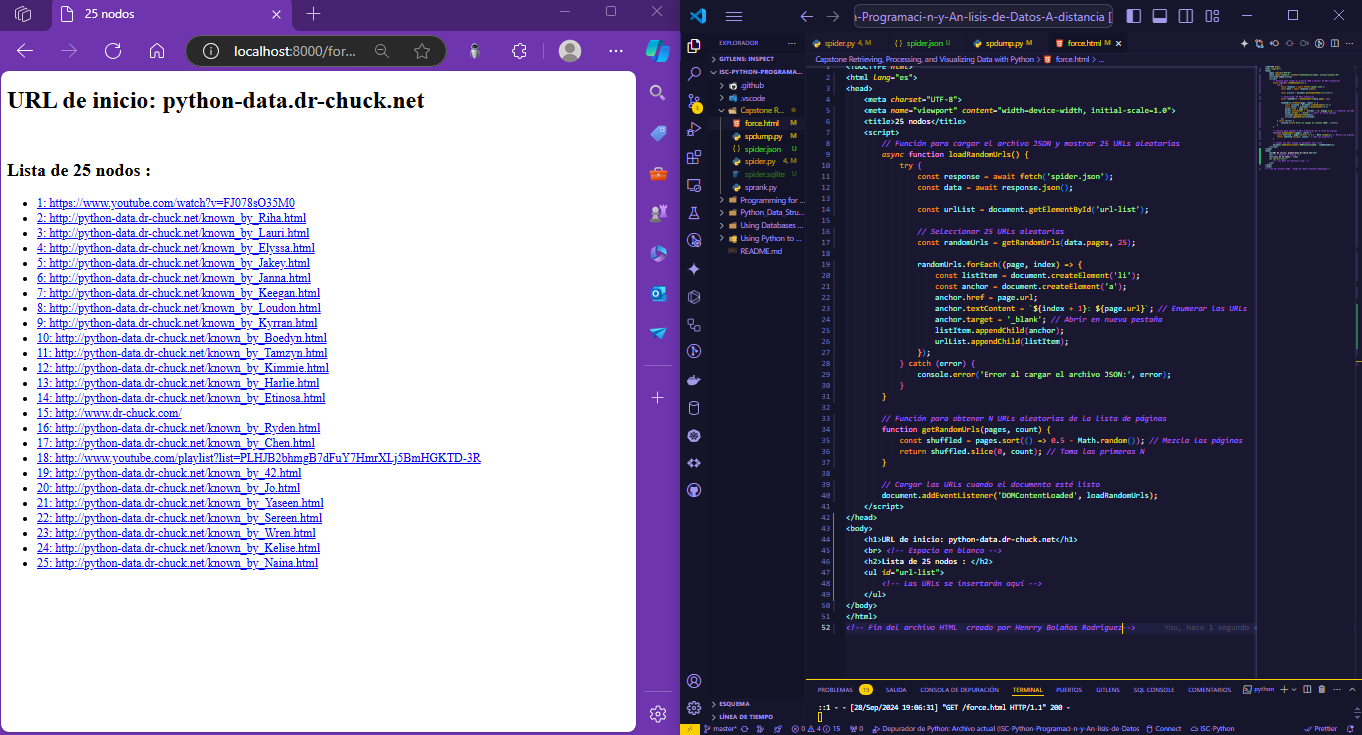 25 nodos
localhost:8000/for...
URL de inicio: python-data.dr-chuck.net
Lista de 25 nodos :
1: https://www.youtube.com/watch?v=FJ078sO35M0
2: http://python-data.dr-chuck.net/known_by_Riha.html
3: http://python-data.dr-chuck.net/known_by_Lauri.html
4: http://python-data.dr-chuck.net/known_by_Elyssa.html
5: http://python-data.dr-chuck.net/known_by_Jakey.html
6: http://python-data.dr-chuck.net/known_by_Janna.html
7: http://python-data.dr-chuck.net/known_by_Keegan.html
8: http://python-data.dr-chuck.net/known_by_Loudon.html
9: http://python-data.dr-chuck.net/known_by_Kyrran.html
10: http://python-data.dr-chuck.net/known_by_Boedyn.html
11: http://python-data.dr-chuck.net/known_by_Tamzyn.html
12: http://python-data.dr-chuck.net/known_by_Kimmie.html
13: http://python-data.dr-chuck.net/known_by_Harlie.html
14: http://python-data.dr-chuck.net/known_by_Etinosa.html
15: http://www.dr-chuck.com/
16: http://python-data.dr-chuck.net/known_by_Ryden.html
17: http://python-data.dr-chuck.net/known_by_Chen.html
18: http://www.youtube.com/playlist?list=PLHJB2bhmgB7dFuY7HmrXLj5BmHGKTD-3R
19: http://python-data.dr-chuck.net/known_by_42.html
20: http://python-data.dr-chuck.net/known_by_Jo.html
21: http://python-data.dr-chuck.net/known_by_Yaseen.html
22: http://python-data.dr-chuck.net/known_by_Sereen.html
23: http://python-data.dr-chuck.net/known_by_Wren.html
24: http://python-data.dr-chuck.net/known_by_Kelise.html
25: http://python-data.dr-chuck.net/known_by_Naina.html
ı-Programaci-n-y-An-lisis-de-Datos-A-distancia [
EXPLORADOR ...
GITLENS: INSPECT
ISC-PYTHON-PROGRAMA...
.github
.vscode
Capstone R...
force.html M
spdump.py M
spider.json U
spider.py 4, M
spider.sqlite U
sprank.py
Programming for ...
Python_Data_Stru...
Using Databases ...
Using Python to ...
README.md
ESQUEMA
LÍNEA DE TIEMPO
spider.py 4, M
spider.json U
spdump.py M
force.html M
Capstone Retrieving, Processing, and Visualizing Data with Python > force.html > ...
1 <!DOCTYPE html>
2 <html lang="es">
3 <head>
4 <meta charset="UTF-8">
5 <meta name="viewport" content="width=device-width, initial-scale=1.0">
6 <title>25 nodos</title>
7 <script>
8 // Función para cargar el archivo JSON y mostrar 25 URLs aleatorias
9 async function loadRandomUrls() {
10 try {
11 const response = await fetch('spider.json');
12 const data = await response.json();
13
14 const urlList = document.getElementById('url-list');
15
16 // Seleccionar 25 URLs aleatorias
17 const randomUrls = getRandomUrls(data.pages, 25);
18
19 randomUrls.forEach((page, index) => {
20 const listItem = document.createElement('li');
21 const anchor = document.createElement('a');
22 anchor.href = page.url;
23 anchor.textContent = `${index + 1}: ${page.url}`; // Enumerar las URLs
24 anchor.target = '_blank'; // Abrir en nueva pestaña
25 listItem.appendChild(anchor);
26 urlList.appendChild(listItem);
27 });
28 } catch (error) {
29 console.error('Error al cargar el archivo JSON:', error);
30 }
31 }
32
33 // Función para obtener N URLs aleatorias de la lista de páginas
34 function getRandomUrls(pages, count) {
35 const shuffled = pages.sort(() => 0.5 - Math.random()); // Mezcla las páginas
36 return shuffled.slice(0, count); // Toma las primeras N
37 }
38
39 // Cargar las URLs cuando el documento esté listo
40 document.addEventListener('DOMContentLoaded', loadRandomUrls);
41 </script>
42 </head>
43 <body>
44 <h1>URL de inicio: python-data.dr-chuck.net</h1>
45 <br> <!-- Espacio en blanco -->
46 <h2>Lista de 25 nodos : </h2>
47 <ul id="url-list">
48 <!-- Las URLs se insertarán aquí -->
49 </ul>
50 </body>
51 </html>
52 <!-- Fin del archivo HTML creado por Henrry Bolaños Rodriguez--> You, hace 1 segundo
PROBLEMAS 19 SALIDA CONSOLA DE DEPURACIÓN TERMINAL PUERTOS GITLENS SQL CONSOLE COMENTARIOS python
::1 - - [28/Sep/2024 19:06:31] "GET /force.html HTTP/1.1" 200 -
master* 0 4 15 0 Depurador de Python: Archivo actual (ISC-Python-Programaci-n-y-An-lisis-de-Datos Connect ISC-Python Prettier